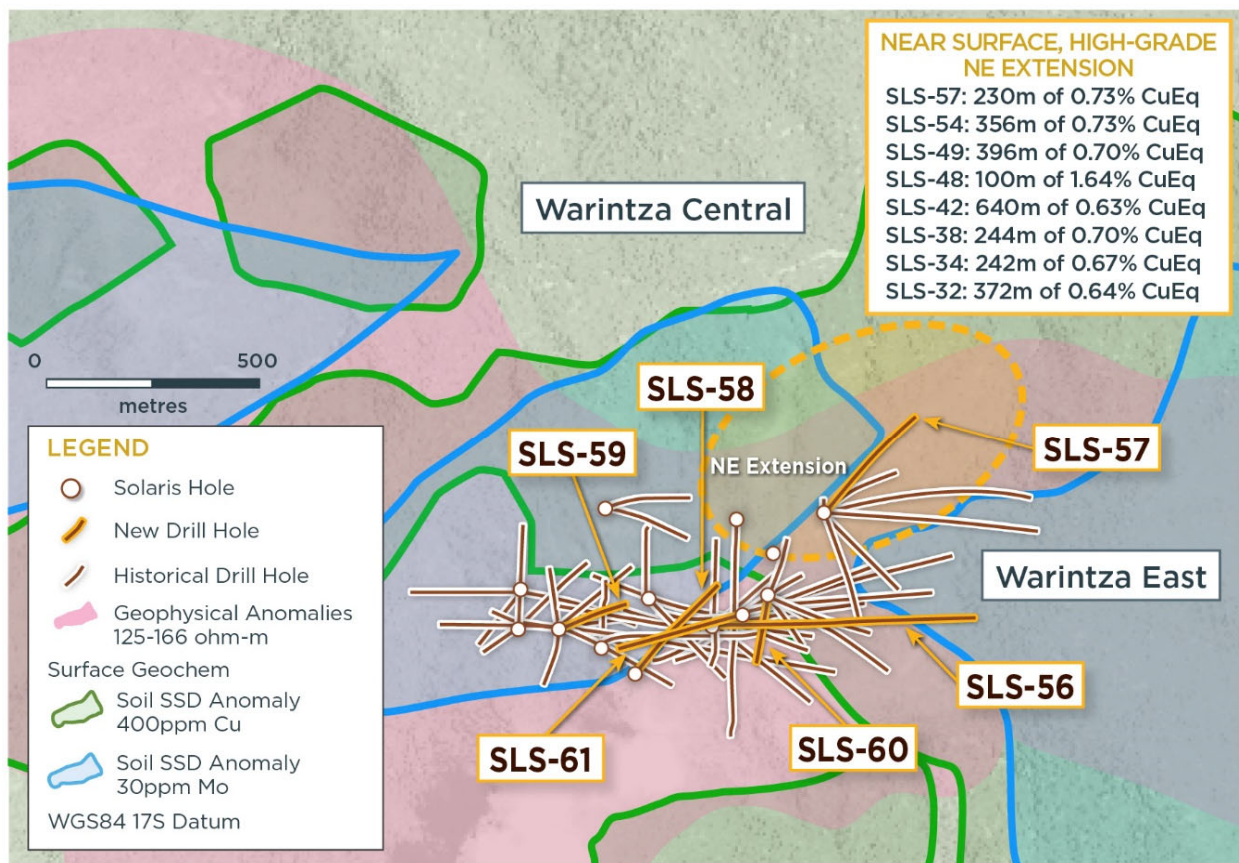 NEAR SURFACE, HIGH-GRADE
NE EXTENSION
SLS-57: 230m of 0.73% CuEq
SLS-54: 356m of 0.73% CuEq
SLS-49: 396m of 0.70% CuEq
SLS-48: 100m of 1.64% CuEq
SLS-42: 640m of 0.63% CuEq
SLS-38: 244m of 0.70% CuEq
SLS-34: 242m of 0.67% CuEq
SLS-32: 372m of 0.64% CuEq
Warintza Central
0 500
metres
SLS-58
SLS-59
SLS-57
NE Extension
Warintza East
SLS-56
SLS-61
SLS-60
LEGEND
Solaris Hole
New Drill Hole
Historical Drill Hole
Geophysical Anomalies
125-166 ohm-m
Surface Geochem
Soil SSD Anomaly
400ppm Cu
Soil SSD Anomaly
30ppm Mo
WGS84 17S Datum